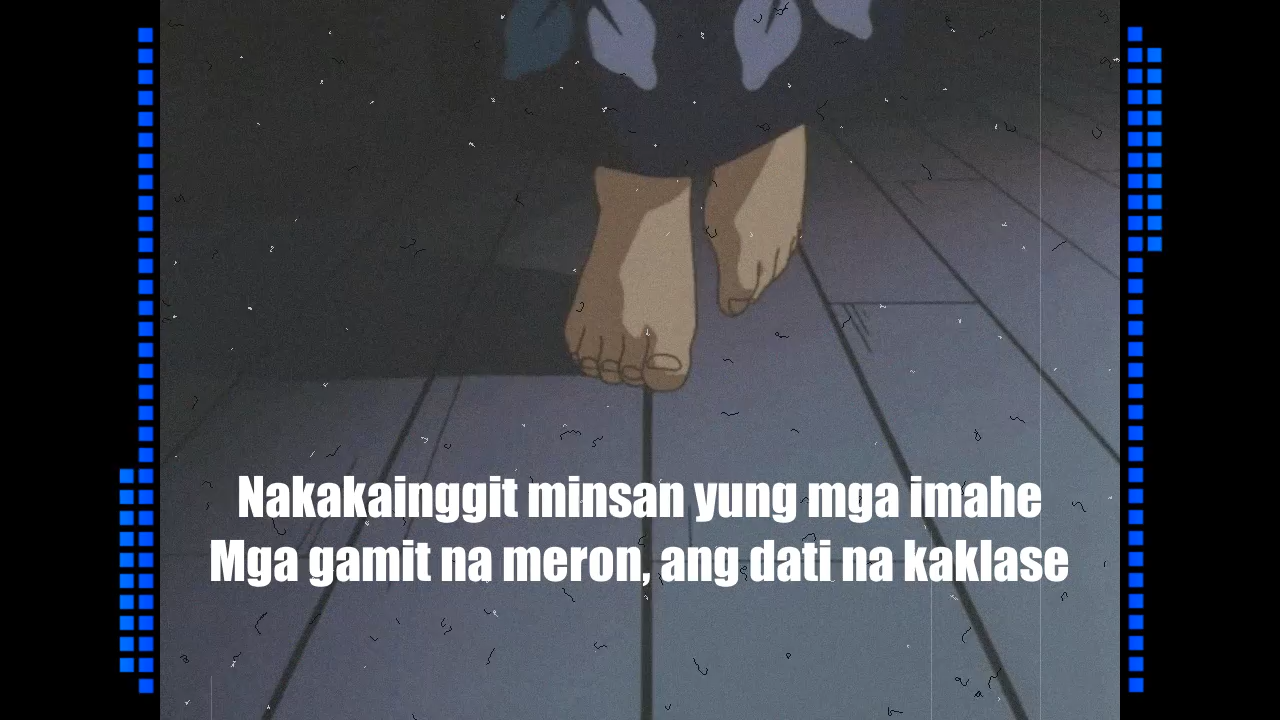 Nakakainggit minsan yung mga imahe
Mga gamit na meron, ang dati na kaklase